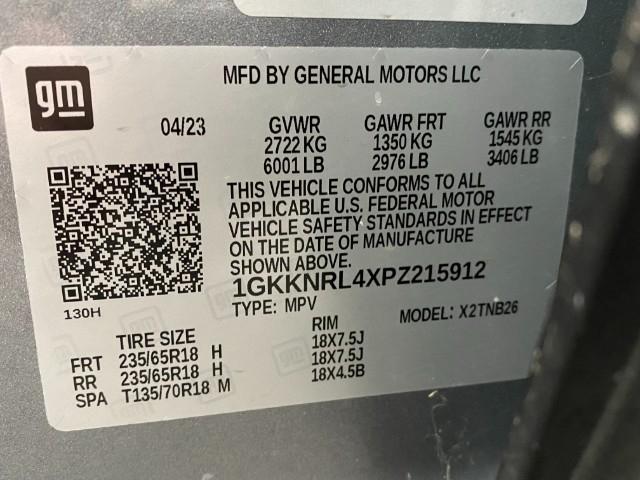 gm
MFD BY GENERAL MOTORS LLC
04/23 GVWR GAWR FRT GAWR RR
2722 KG 1350 KG 1545 KG
6001 LB 2976 LB 3406 LB
THIS VEHICLE CONFORMS TO ALL
APPLICABLE U.S. FEDERAL MOTOR
VEHICLE SAFETY STANDARDS IN EFFECT
ON THE DATE OF MANUFACTURE
SHOWN ABOVE.
1GKKNRL4XPZ215912
130H
TYPE: MPV MODEL: X2TNB26
TIRE SIZE RIM
FRT 235/65R18 H 18X7.5J
RR 235/65R18 H 18X7.5J
SPA T135/70R18 M 18X4.5B